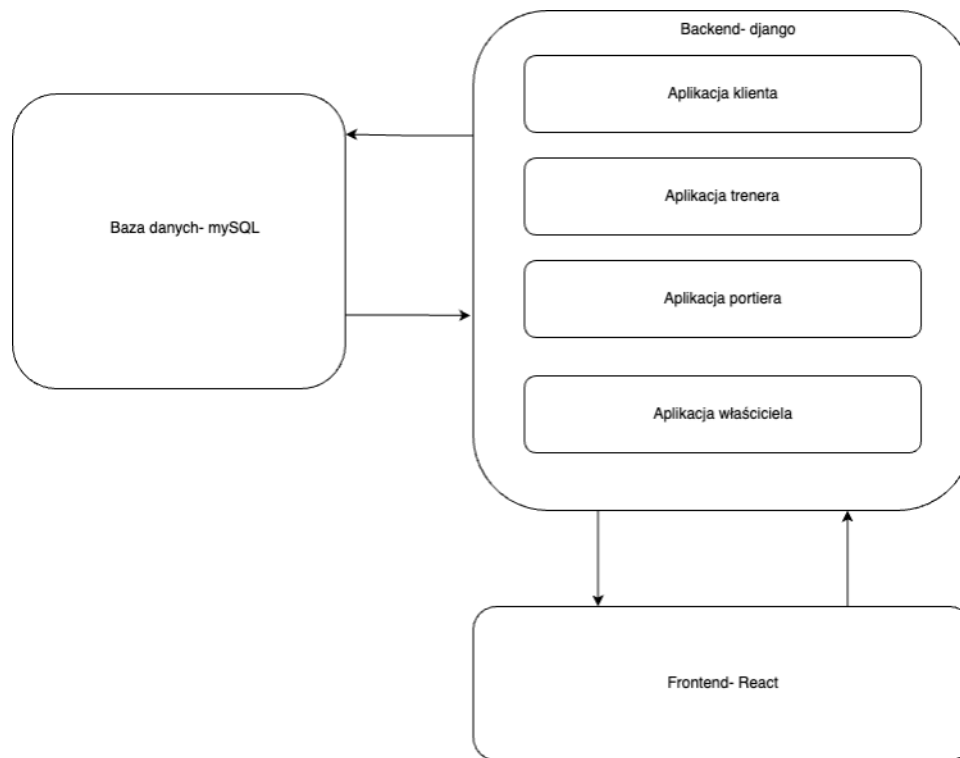 Backend- django
Aplikacja klienta
Aplikacja trenera
Baza danych- mySQL
Aplikacja portiera
Aplikacja właściciela
Frontend- React